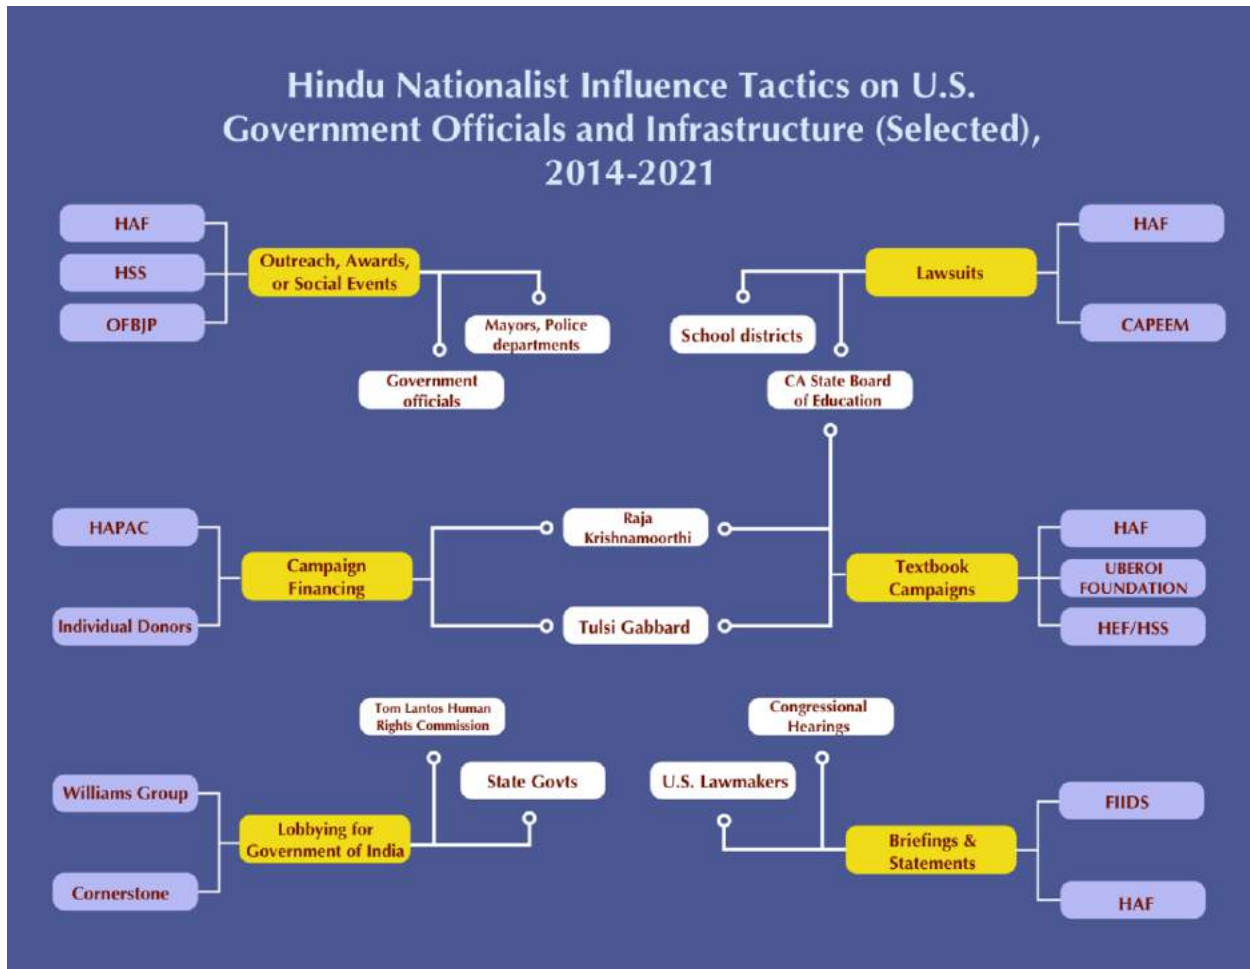 Hindu Nationalist Influence Tactics on U.S.
Government Officials and Infrastructure (Selected),
2014-2021
HAF
HSS
OFBJP
Outreach, Awards,
or Social Events
Mayors, Police
departments
Government
officials
HAF
CAPEEM
Lawsuits
School districts
CA State Board
of Education
HAPAC
Individual Donors
Campaign
Financing
Raja
Krishnamoorthi
Tulsi Gabbard
Textbook
Campaigns
HAF
UBEROI
FOUNDATION
HEF/HSS
Williams Group
Cornerstone
Lobbying for
Government of India
Tom Lantos Human
Rights Commission
State Govts
Congressional
Hearings
U.S. Lawmakers
Briefings &
Statements
FIIDS
HAF